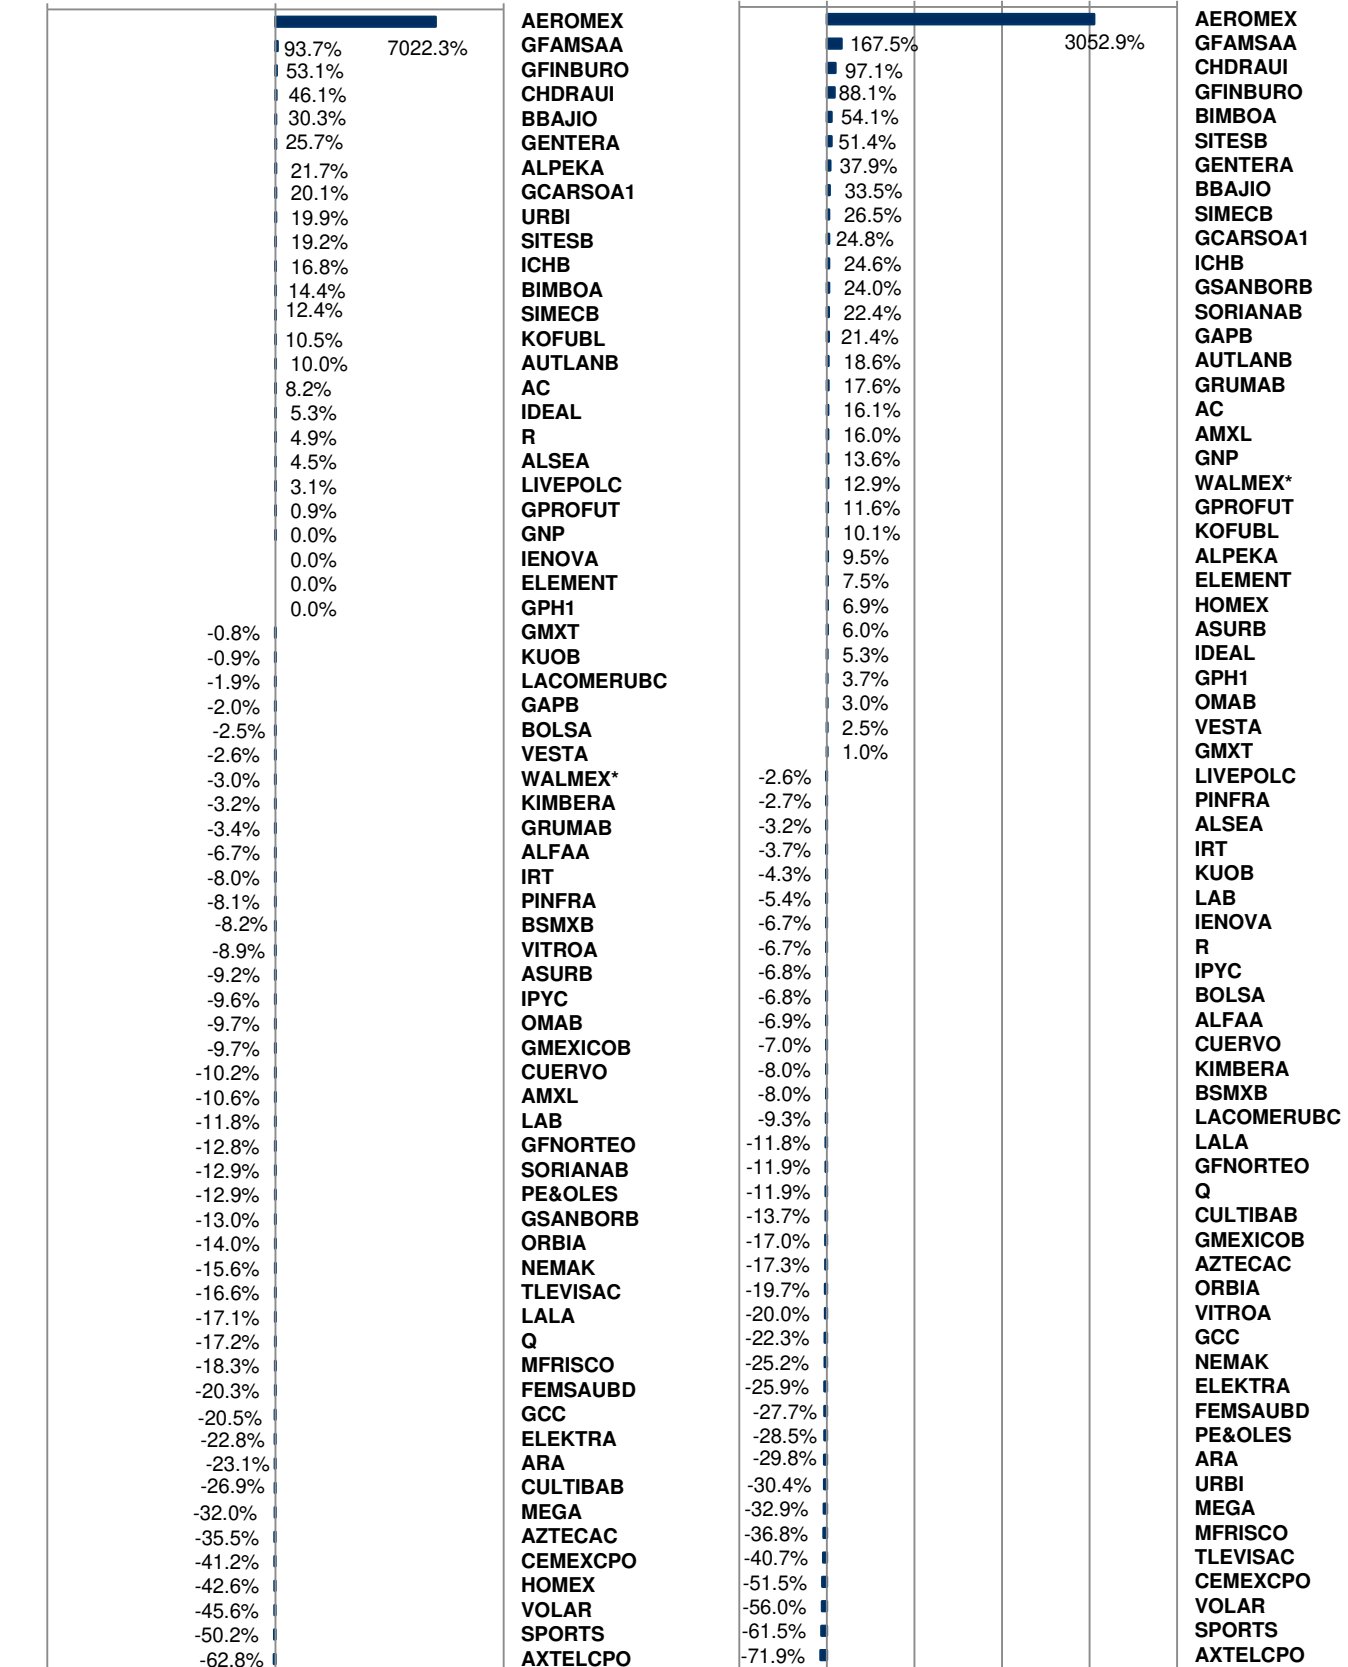 AEROMEX
93.7% 7022.3% GFAMSAA
53.1% GFINBURO
46.1% CHDRAUI
30.3% BBAJIO
25.7% GENTERA
21.7% ALPEKA
20.1% GCARSOA1
19.9% URBI
19.2% SITESB
16.8% ICHB
14.4% BIMBOA
12.4% SIMECB
10.5% KOFUBL
10.0% AUTLANB
8.2% AC
5.3% IDEAL
4.9% R
4.5% ALSEA
3.1% LIVEPOLC
0.9% GPROFUT
0.0% GNP
0.0% IENOVA
0.0% ELEMENT
0.0% GPH1
-0.8% GMXT
-0.9% KUOB
-1.9% LACOMERUBC
-2.0% GAPB
-2.5% BOLSA
-2.6% VESTA
-3.0% WALMEX*
-3.2% KIMBERA
-3.4% GRUMAB
-6.7% ALFAA
-8.0% IRT
-8.1% PINFRA
-8.2% BSMXB
-8.9% VITROA
-9.2% ASURB
-9.6% IPYC
-9.7% OMAB
-9.7% GMEXICOB
-10.2% CUERVO
-10.6% AMXL
-11.8% LAB
-12.8% GFNORTEO
-12.9% SORIANAB
-12.9% PE&OLES
-13.0% GSANBORB
-14.0% ORBIA
-15.6% NEMAK
-16.6% TLEVISAC
-17.1% LALA
-17.2% Q
-18.3% MFRISCO
-20.3% FEMSAUBD
-20.5% GCC
-22.8% ELEKTRA
-23.1% ARA
-26.9% CULTIBAB
-32.0% MEGA
-35.5% AZTECAC
-41.2% CEMEXCPO
-42.6% HOMEX
-45.6% VOLAR
-50.2% SPORTS
-62.8% AXTELCPO
AEROMEX
167.5% 3052.9% GFAMSAA
97.1% CHDRAUI
88.1% GFINBURO
54.1% BIMBOA
51.4% SITESB
37.9% GENTERA
33.5% BBAJIO
26.5% SIMECB
24.8% GCARSOA1
24.6% ICHB
24.0% GSANBORB
22.4% SORIANAB
21.4% GAPB
18.6% AUTLANB
17.6% GRUMAB
16.1% AC
16.0% AMXL
13.6% GNP
12.9% WALMEX*
11.6% GPROFUT
10.1% KOFUBL
9.5% ALPEKA
7.5% ELEMENT
6.9% HOMEX
6.0% ASURB
5.3% IDEAL
3.7% GPH1
3.0% OMAB
2.5% VESTA
1.0% GMXT
-2.6% LIVEPOLC
-2.7% PINFRA
-3.2% ALSEA
-3.7% IRT
-4.3% KUOB
-5.4% LAB
-6.7% IENOVA
-6.7% R
-6.8% IPYC
-6.8% BOLSA
-6.9% ALFAA
-7.0% CUERVO
-8.0% KIMBERA
-8.0% BSMXB
-9.3% LACOMERUBC
-11.8% LALA
-11.9% GFNORTEO
-11.9% Q
-13.7% CULTIBAB
-17.0% GMEXICOB
-17.3% AZTECAC
-19.7% ORBIA
-20.0% VITROA
-22.3% GCC
-25.2% NEMAK
-25.9% ELEKTRA
-27.7% FEMSAUBD
-28.5% PE&OLES
-29.8% ARA
-30.4% URBI
-32.9% MEGA
-36.8% MFRISCO
-40.7% TLEVISAC
-51.5% CEMEXCPO
-56.0% VOLAR
-61.5% SPORTS
-71.9% AXTELCPO